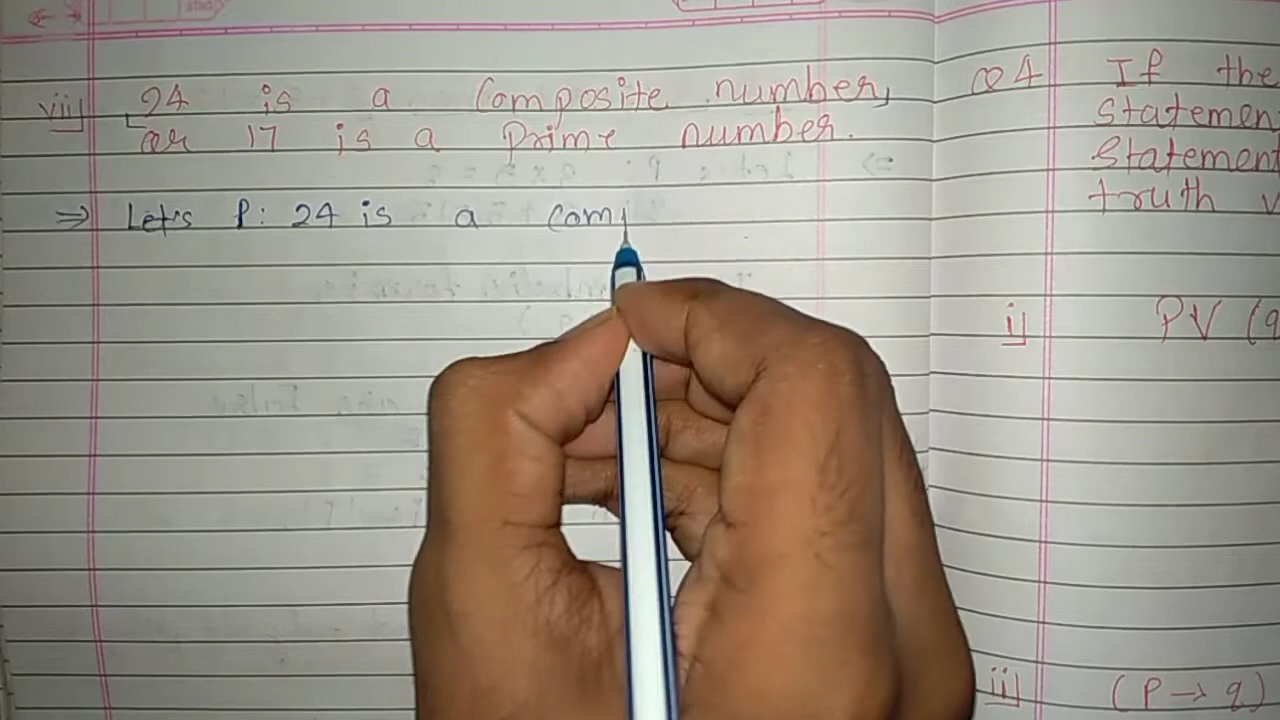 vii) 24 is a Composite number,
or 17 is a Prime number.
⇒ Let's P: 24 is a Com
Q4 If the
Statemen
Statement
truth v
i) PV (q
ii) (P → q)